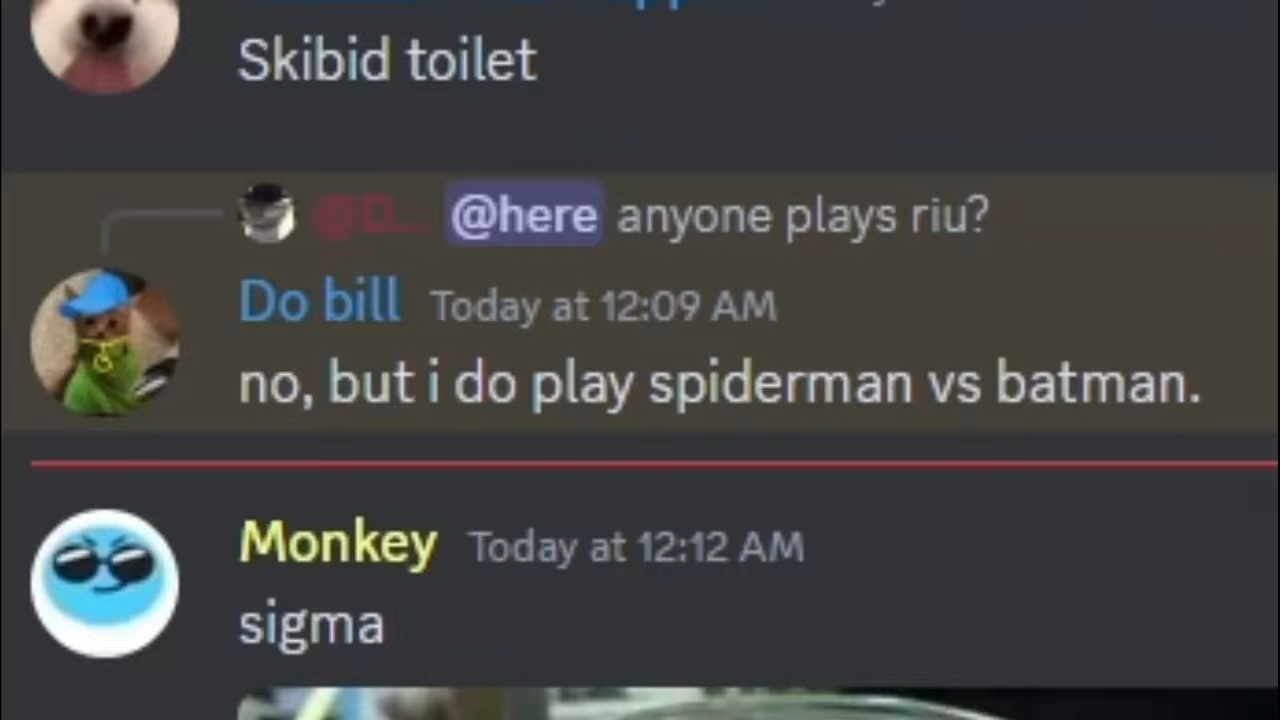 Skibid toilet
@D... @here anyone plays riu?
Do bill Today at 12:09 AM
no, but i do play spiderman vs batman.
Monkey Today at 12:12 AM
sigma